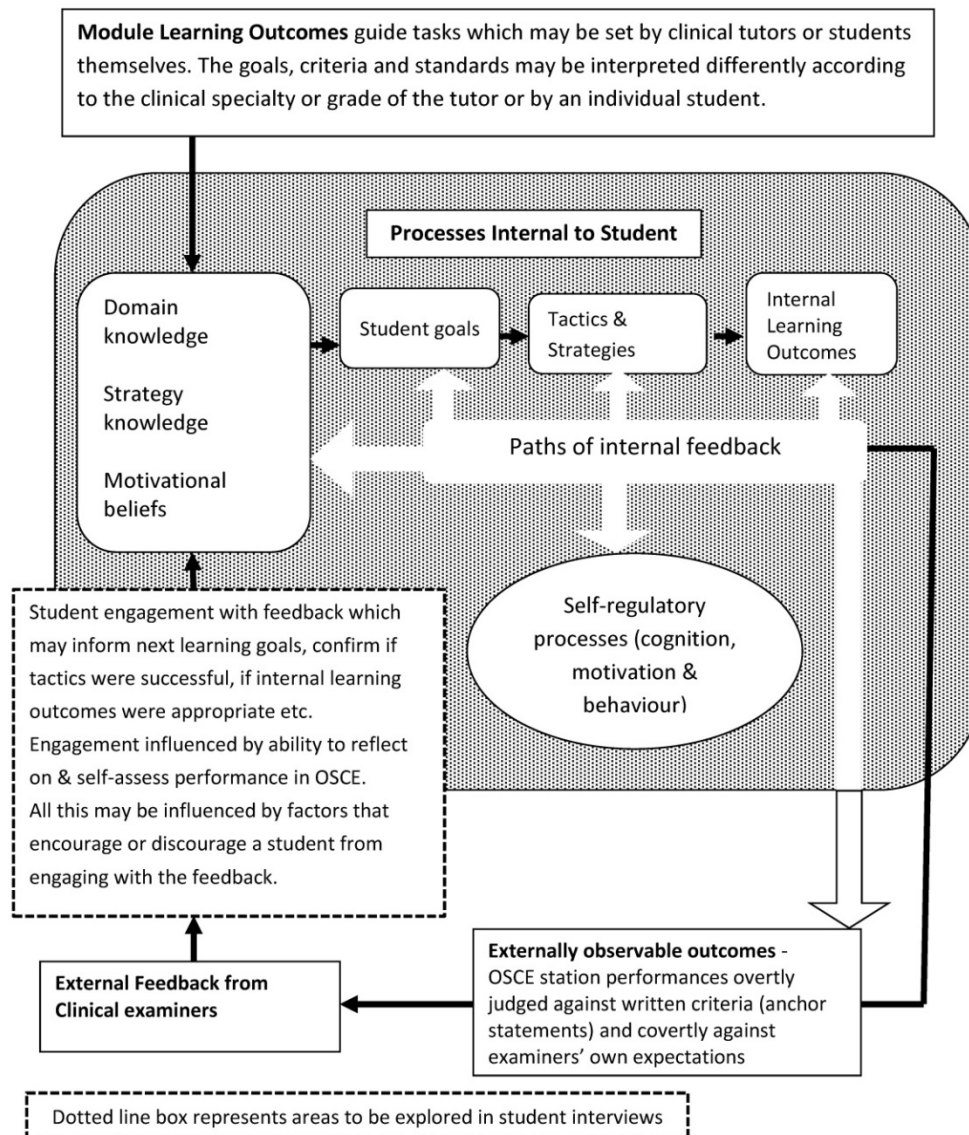 Module Learning Outcomes guide tasks which may be set by clinical tutors or students
themselves. The goals, criteria and standards may be interpreted differently according
to the clinical specialty or grade of the tutor or by an individual student.
Processes Internal to Student
Domain
knowledge
Strategy
knowledge
Motivational
beliefs
Student goals
Tactics &
Strategies
Internal
Learning
Outcomes
Paths of internal feedback
Self-regulatory
processes (cognition,
motivation &
behaviour)
Student engagement with feedback which
may inform next learning goals, confirm if
tactics were successful, if internal learning
outcomes were appropriate etc.
Engagement influenced by ability to reflect
on & self-assess performance in OSCE.
All this may be influenced by factors that
encourage or discourage a student from
engaging with the feedback.
External Feedback from
Clinical examiners
Externally observable outcomes -
OSCE station performances overtly
judged against written criteria (anchor
statements) and covertly against
examiners’ own expectations
Dotted line box represents areas to be explored in student interviews